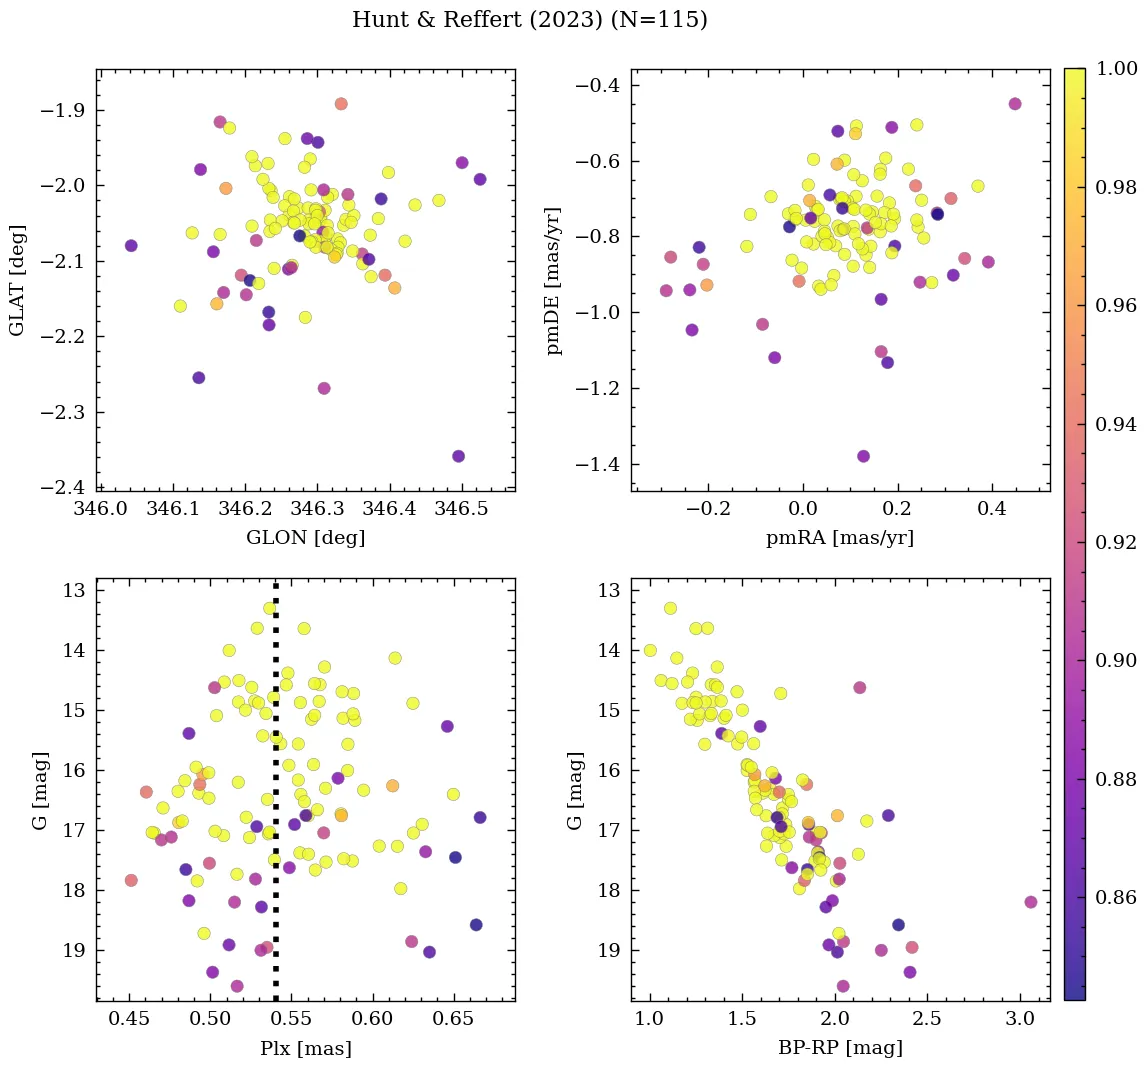 Hunt & Reffert (2023) (N=115)
−1.9
−2.0
−2.1
−2.2
−2.3
−2.4
GLAT [deg]
346.0 346.1 346.2 346.3 346.4 346.5
GLON [deg]
−0.4
−0.6
−0.8
−1.0
−1.2
−1.4
pmDE [mas/yr]
−0.2 0.0 0.2 0.4
pmRA [mas/yr]
13
14
15
16
17
18
19
G [mag]
0.45 0.50 0.55 0.60 0.65
Plx [mas]
13
14
15
16
17
18
19
G [mag]
1.0 1.5 2.0 2.5 3.0
BP-RP [mag]
1.00
0.98
0.96
0.94
0.92
0.90
0.88
0.86